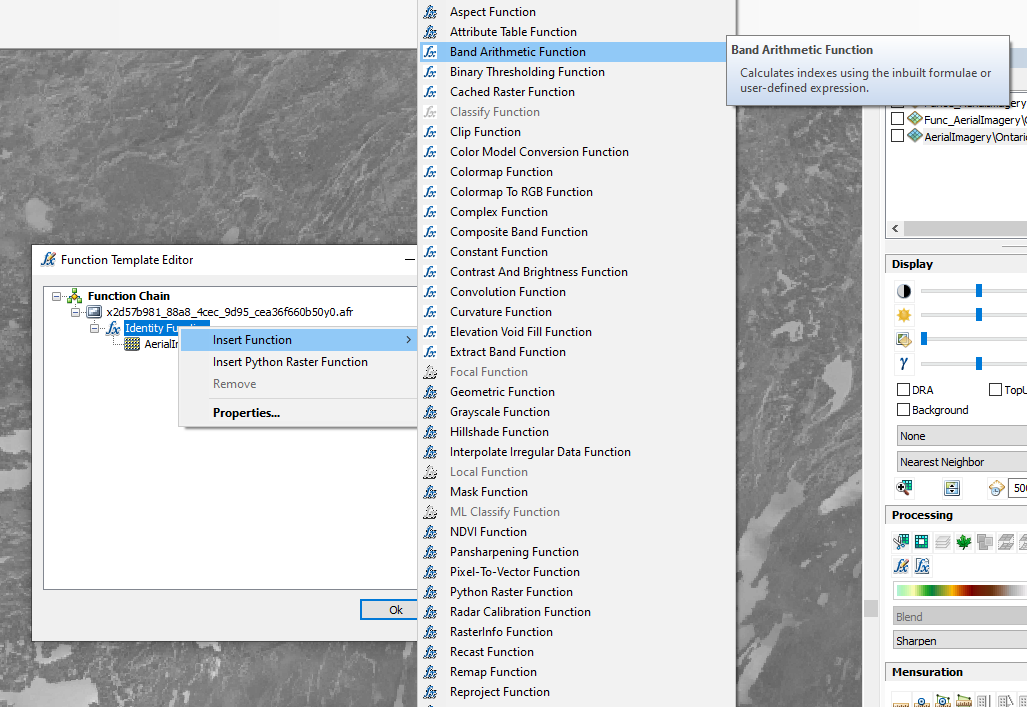 Aspect Function
Attribute Table Function
Band Arithmetic Function
Binary Thresholding Function
Cached Raster Function
Classify Function
Clip Function
Color Model Conversion Function
Colormap Function
Colormap To RGB Function
Complex Function
Composite Band Function
Constant Function
Contrast And Brightness Function
Convolution Function
Curvature Function
Elevation Void Fill Function
Extract Band Function
Focal Function
Geometric Function
Grayscale Function
Hillshade Function
Interpolate Irregular Data Function
Local Function
Mask Function
ML Classify Function
NDVI Function
Pansharpening Function
Pixel-To-Vector Function
Python Raster Function
Radar Calibration Function
RasterInfo Function
Recast Function
Remap Function
Reproject Function
Band Arithmetic Function
Calculates indexes using the inbuilt formulae or
user-defined expression.
Func_AerialImagery\
AerialImagery\Ontari
Function Template Editor
Function Chain
x2d57b981_88a8_4cec_9d95_cea36f660b50y0.afr
Identity Fun
AerialI
Insert Function
Insert Python Raster Function
Remove
Properties...
Ok
Display
DRA
TopU
Background
None
Nearest Neighbor
500
Processing
Blend
Sharpen
Mensuration